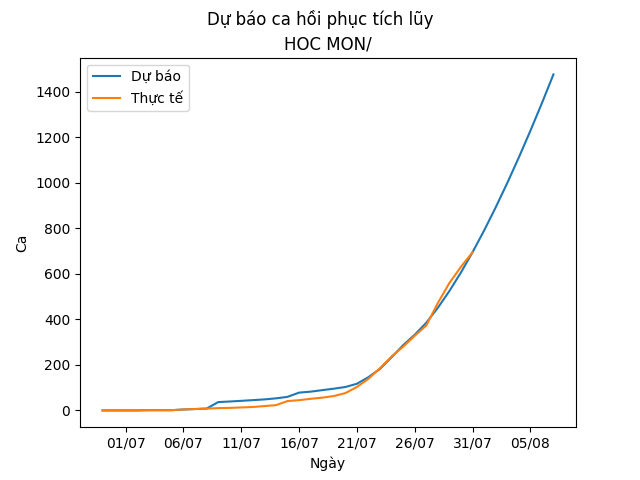 Dự báo ca hồi phục tích lũy
HOC MON/
Dự báo
Thực tế
1400
1200
1000
800
600
400
200
0
Ca
01/07 06/07 11/07 16/07 21/07 26/07 31/07 05/08
Ngày